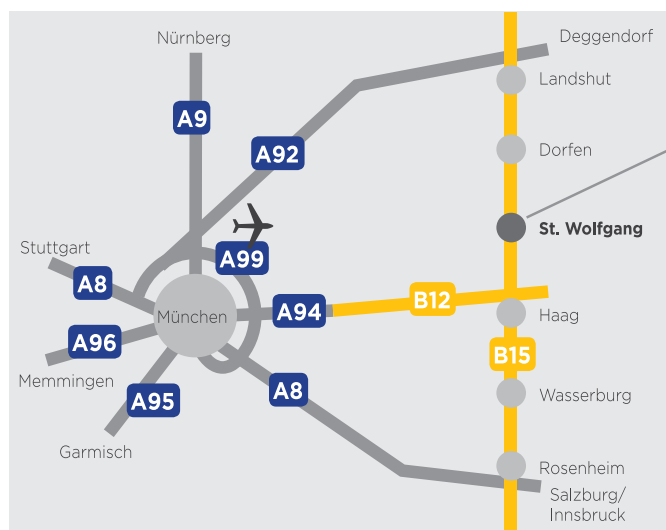 Nürnberg
Deggendorf
Landshut
A9
A92
Dorfen
St. Wolfgang
Stuttgart
A99
A8
München
A94
B12
Haag
A96
B15
Memmingen
A95
A8
Wasserburg
Garmisch
Rosenheim
Salzburg/
Innsbruck